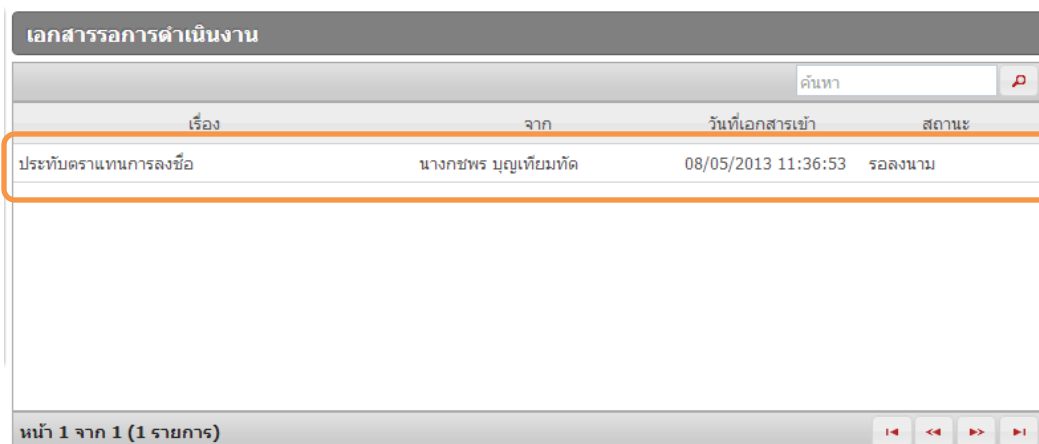 เอกสารรอการดำเนินงาน
ค้นหา
เรื่อง จาก วันที่เอกสารเข้า สถานะ
ประทับตราแทนการลงชื่อ นางกชพร บุญเทียมทัด 08/05/2013 11:36:53 รอลงนาม
หน้า 1 จาก 1 (1 รายการ)